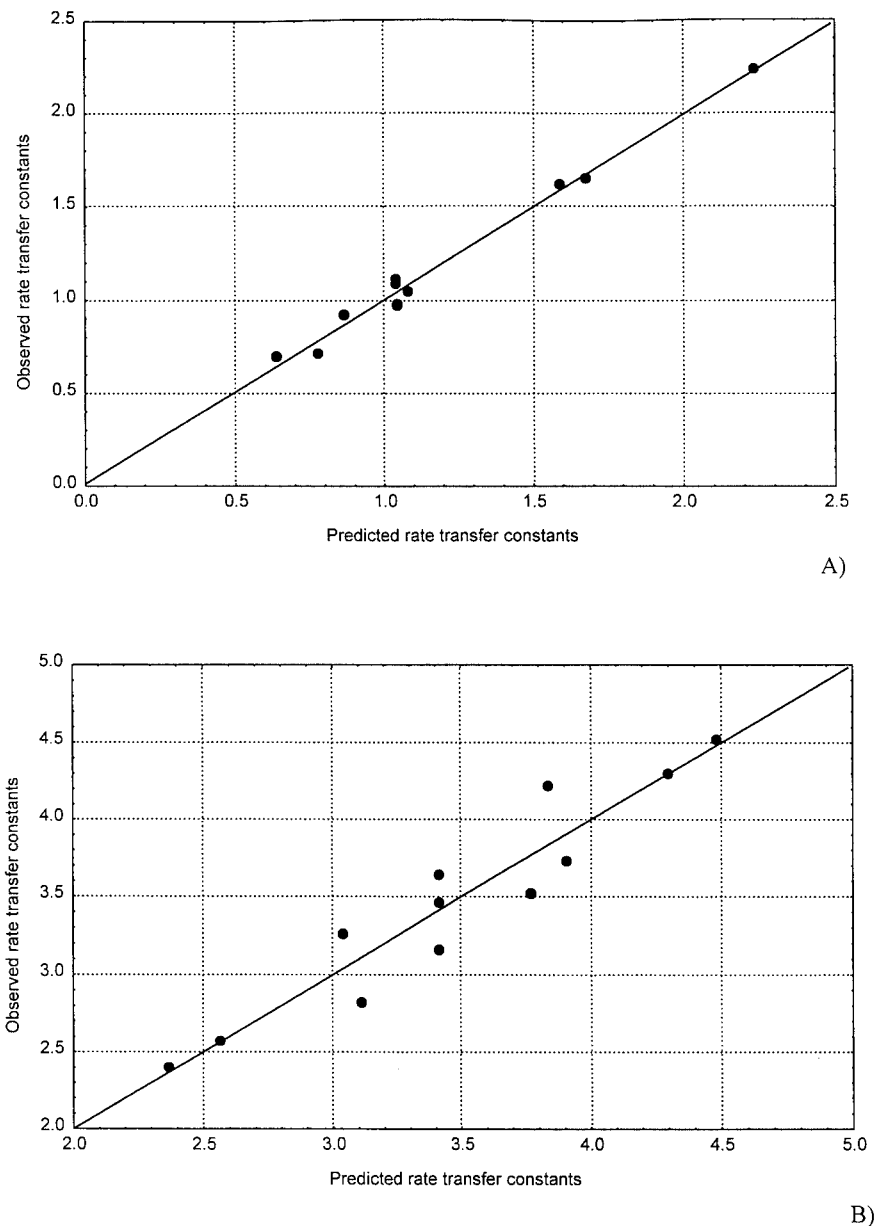 2.5
2.0
1.5
1.0
0.5
0.0
Observed rate transfer constants
0.0 0.5 1.0 1.5 2.0 2.5
Predicted rate transfer constants
A)
5.0
4.5
4.0
3.5
3.0
2.5
2.0
Observed rate transfer constants
2.0 2.5 3.0 3.5 4.0 4.5 5.0
Predicted rate transfer constants
B)